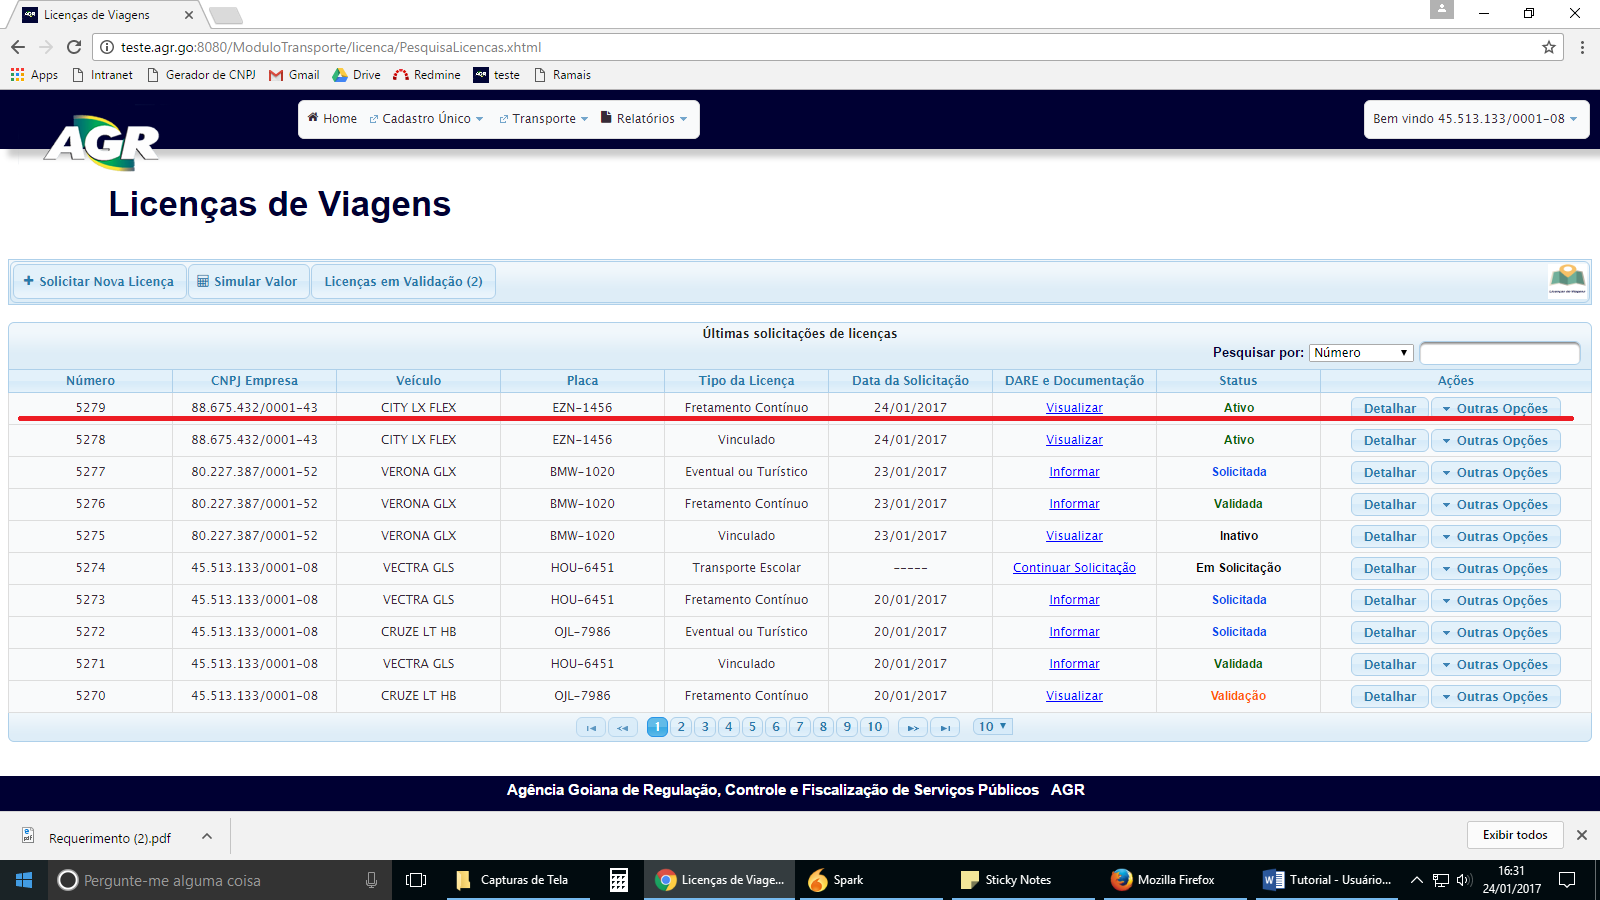 Licenças de Viagens
teste.agr.go:8080/ModuloTransporte/licenca/PesquisaLicencas.xhtml
Apps Intranet Gerador de CNPJ Gmail Drive Redmine teste Ramais
AGR Home Cadastro Único Transporte Relatórios Bem vindo 45.513.133/0001-08
Licenças de Viagens
Solicitar Nova Licença Simular Valor Licenças em Validação (2)
Últimas solicitações de licenças
Pesquisar por: Número
Número CNPJ Empresa Veículo Placa Tipo da Licença Data da Solicitação DARE e Documentação Status Ações
5279 88.675.432/0001-43 CITY LX FLEX EZN-1456 Fretamento Contínuo 24/01/2017 Visualizar Ativo Detalhar Outras Opções
5278 88.675.432/0001-43 CITY LX FLEX EZN-1456 Vinculado 24/01/2017 Visualizar Ativo Detalhar Outras Opções
5277 80.227.387/0001-52 VERONA GLX BMW-1020 Eventual ou Turístico 23/01/2017 Informar Solicitada Detalhar Outras Opções
5276 80.227.387/0001-52 VERONA GLX BMW-1020 Fretamento Contínuo 23/01/2017 Informar Validada Detalhar Outras Opções
5275 80.227.387/0001-52 VERONA GLX BMW-1020 Vinculado 23/01/2017 Visualizar Inativo Detalhar Outras Opções
5274 45.513.133/0001-08 VECTRA GLS HOU-6451 Transporte Escolar ----- Continuar Solicitação Em Solicitação Detalhar Outras Opções
5273 45.513.133/0001-08 VECTRA GLS HOU-6451 Fretamento Contínuo 20/01/2017 Informar Solicitada Detalhar Outras Opções
5272 45.513.133/0001-08 CRUZE LT HB OJL-7986 Eventual ou Turístico 20/01/2017 Informar Solicitada Detalhar Outras Opções
5271 45.513.133/0001-08 VECTRA GLS HOU-6451 Vinculado 20/01/2017 Informar Validada Detalhar Outras Opções
5270 45.513.133/0001-08 CRUZE LT HB OJL-7986 Fretamento Contínuo 20/01/2017 Visualizar Validação Detalhar Outras Opções
1 2 3 4 5 6 7 8 9 10 10
Agência Goiana de Regulação, Controle e Fiscalização de Serviços Públicos AGR
Requerimento (2).pdf Exibir todos
Pergunte-me alguma coisa Capturas de Tela Licenças de Viage... Spark Sticky Notes Mozilla Firefox Tutorial - Usuário... 16:31
24/01/2017